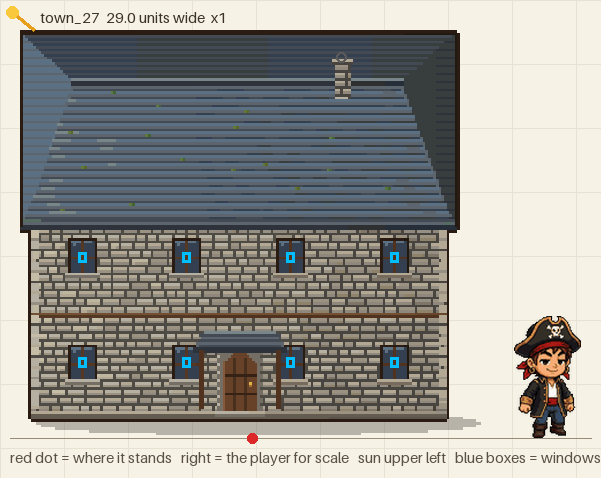 town_27 29.0 units wide x1
red dot = where it stands right = the player for scale sun upper left blue boxes = windows